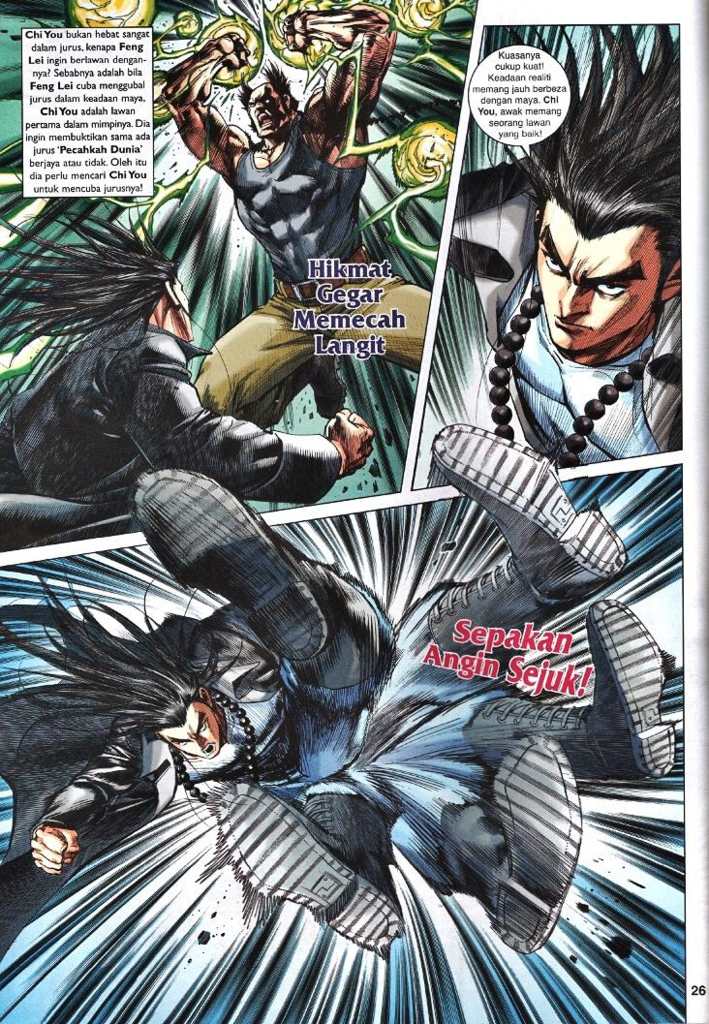 Chi You bukan hebat sangat
dalam jurus, kenapa Feng
Lei ingin berlawan dengan-
nya? Sebabnya adalah bila
Feng Lei cuba menggubal
jurus dalam keadaan maya,
Chi You adalah lawan
pertama dalam mimpinya. Dia
ingin membuktikan sama ada
jurus 'Pecahkah Dunia'
berjaya atau tidak. Oleh itu
dia perlu mencari Chi You
untuk mencuba jurusnya!
Kuasanya
cukup kuat!
Keadaan realiti
memang jauh berbeza
dengan maya. Chi
You, awak memang
seorang lawan
yang baik!
Hikmat
Gegar
Memecah
Langit
Sepakan
Angin Sejuk!
26